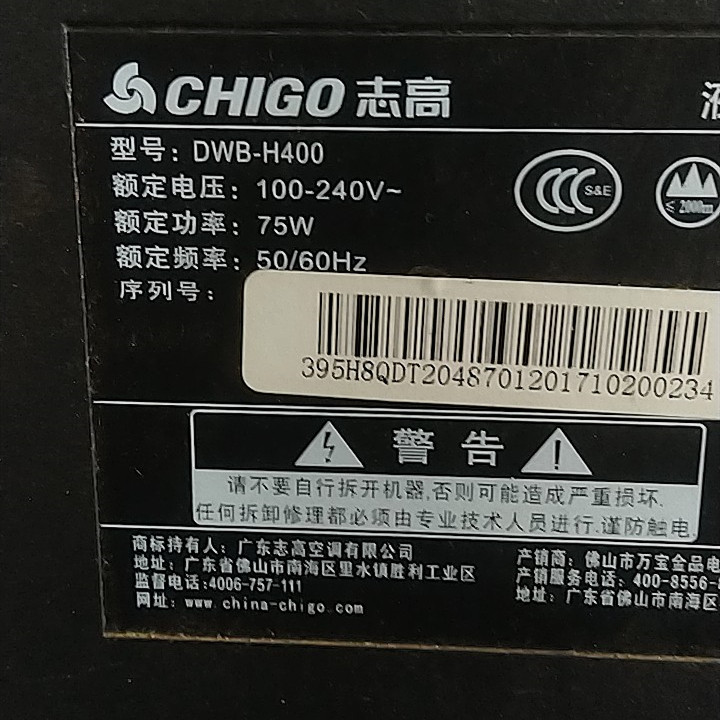 CHIGO 志高 液
型号: DWB-H400
额定电压: 100-240V~
额定功率: 75W
额定频率: 50/60Hz
序列号:
S&E
≤ 2000m
395H8QDT2048701201710200234
警告
请不要自行拆开机器,否则可能造成严重损坏.
任何拆卸修理都必须由专业技术人员进行.谨防触电.
商标持有人: 广东志高空调有限公司
地址: 广东省佛山市南海区里水镇胜利工业区
监督电话:4006-757-111
网址: www.china-chigo.com
产销商: 佛山市万宝金品电
产销服务电话: 400-8556-
地址: 广东省佛山市南海区